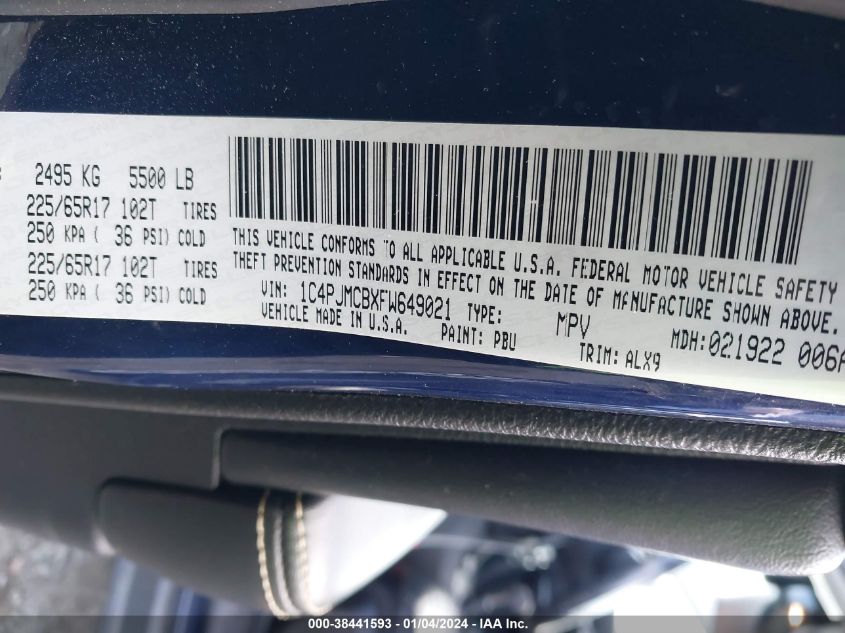 2495 KG 5500 LB
225/65R17 102T TIRES
250 KPA ( 36 PSI) COLD
225/65R17 102T TIRES
250 KPA ( 36 PSI) COLD
THIS VEHICLE CONFORMS TO ALL APPLICABLE U.S.A. FEDERAL MOTOR VEHICLE SAFETY
THEFT PREVENTION STANDARDS IN EFFECT ON THE DATE OF MANUFACTURE SHOWN ABOVE.
VIN: 1C4PJMCBXFW649021 TYPE: MPV MDH:021922 006A
VEHICLE MADE IN U.S.A. PAINT: PBU TRIM: ALX9
000-38441593 - 01/04/2024 - IAA Inc.